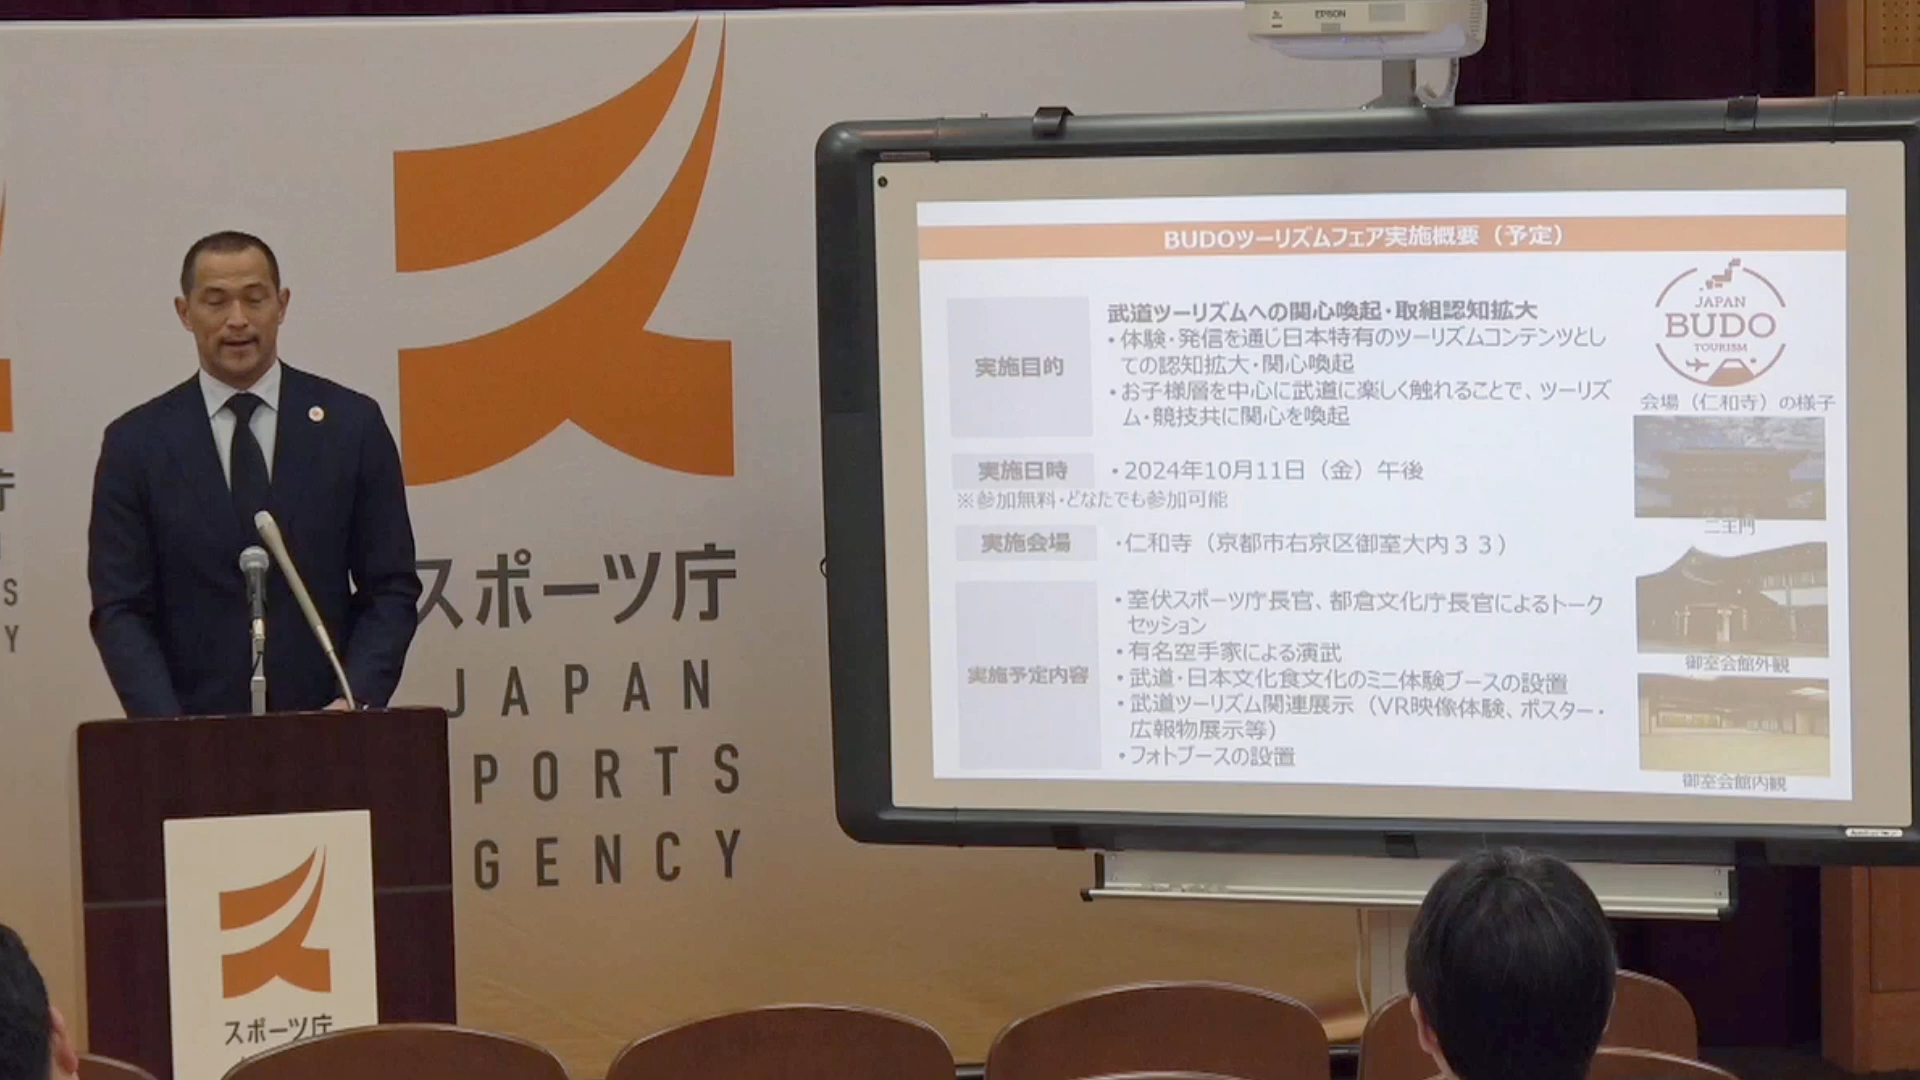 EPSON
スポーツ庁
JAPAN
PORTS
GENCY
庁
S
Y
スポーツ庁
BUDOツーリズムフェア実施概要（予定）
実施目的
武道ツーリズムへの関心喚起・取組認知拡大
・体験・発信を通じ日本特有のツーリズムコンテンツとし
ての認知拡大・関心喚起
・お子様層を中心に武道に楽しく触れることで、ツーリズ
ム・競技共に関心を喚起
実施日時
・2024年10月11日（金）午後
※参加無料・どなたでも参加可能
実施会場
・仁和寺（京都市右京区御室大内３３）
実施予定内容
・室伏スポーツ庁長官、都倉文化庁長官によるトーク
セッション
・有名空手家による演武
・武道・日本文化食文化のミニ体験ブースの設置
・武道ツーリズム関連展示（VR映像体験、ポスター・
広報物展示等）
・フォトブースの設置
JAPAN
BUDO
TOURISM
会場（仁和寺）の様子
二王門
御室会館外観
御室会館内観